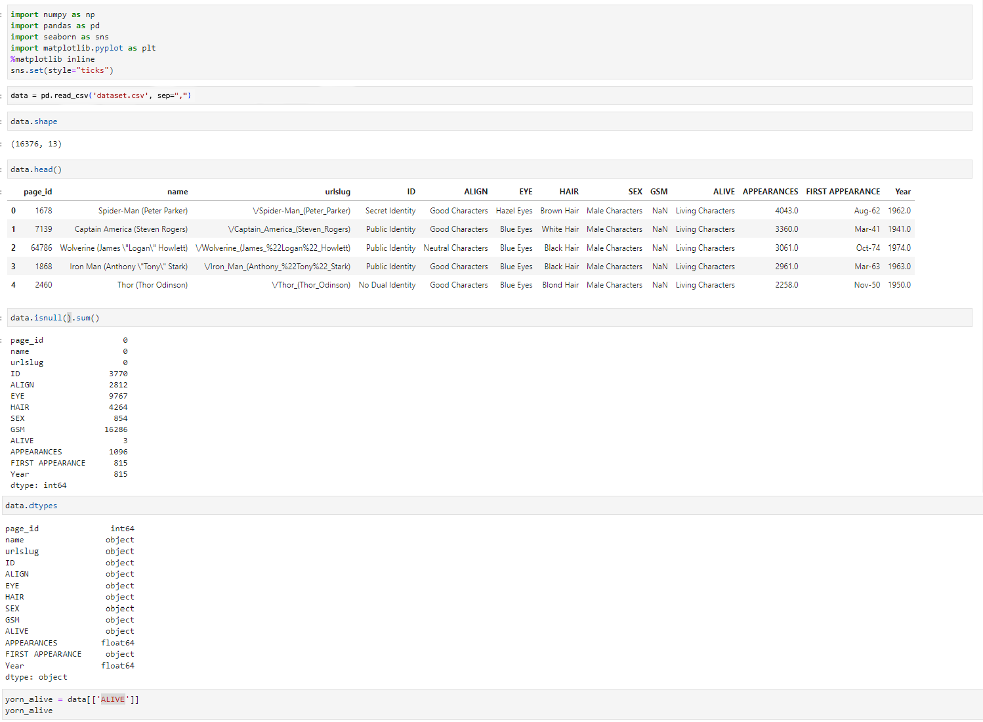 import numpy as np
import pandas as pd
import seaborn as sns
import matplotlib.pyplot as plt
%matplotlib inline
sns.set(style="ticks")
data = pd.read_csv('dataset.csv', sep=",")
data.shape
(16376, 13)
data.head()
page_id name urlslug ID ALIGN EYE HAIR SEX GSM ALIVE APPEARANCES FIRST APPEARANCE Year
0 1678 Spider-Man (Peter Parker) \/Spider-Man_(Peter_Parker) Secret Identity Good Characters Hazel Eyes Brown Hair Male Characters NaN Living Characters 4043.0 Aug-62 1962.0
1 7139 Captain America (Steven Rogers) \/Captain_America_(Steven_Rogers) Public Identity Good Characters Blue Eyes White Hair Male Characters NaN Living Characters 3360.0 Mar-41 1941.0
2 64786 Wolverine (James \"Logan\" Howlett) \/Wolverine_(James_%22Logan%22_Howlett) Public Identity Neutral Characters Blue Eyes Black Hair Male Characters NaN Living Characters 3061.0 Oct-74 1974.0
3 1868 Iron Man (Anthony \"Tony\" Stark) \/Iron_Man_(Anthony_%22Tony%22_Stark) Public Identity Good Characters Blue Eyes Black Hair Male Characters NaN Living Characters 2961.0 Mar-63 1963.0
4 2460 Thor (Thor Odinson) \/Thor_(Thor_Odinson) No Dual Identity Good Characters Blue Eyes Blond Hair Male Characters NaN Living Characters 2258.0 Nov-50 1950.0
data.isnull().sum()
page_id 0
name 0
urlslug 0
ID 3770
ALIGN 2812
EYE 9767
HAIR 4264
SEX 854
GSM 16286
ALIVE 3
APPEARANCES 1096
FIRST APPEARANCE 815
Year 815
dtype: int64
data.dtypes
page_id int64
name object
urlslug object
ID object
ALIGN object
EYE object
HAIR object
SEX object
GSM object
ALIVE object
APPEARANCES float64
FIRST APPEARANCE object
Year float64
dtype: object
yorn_alive = data[['ALIVE']]
yorn_alive